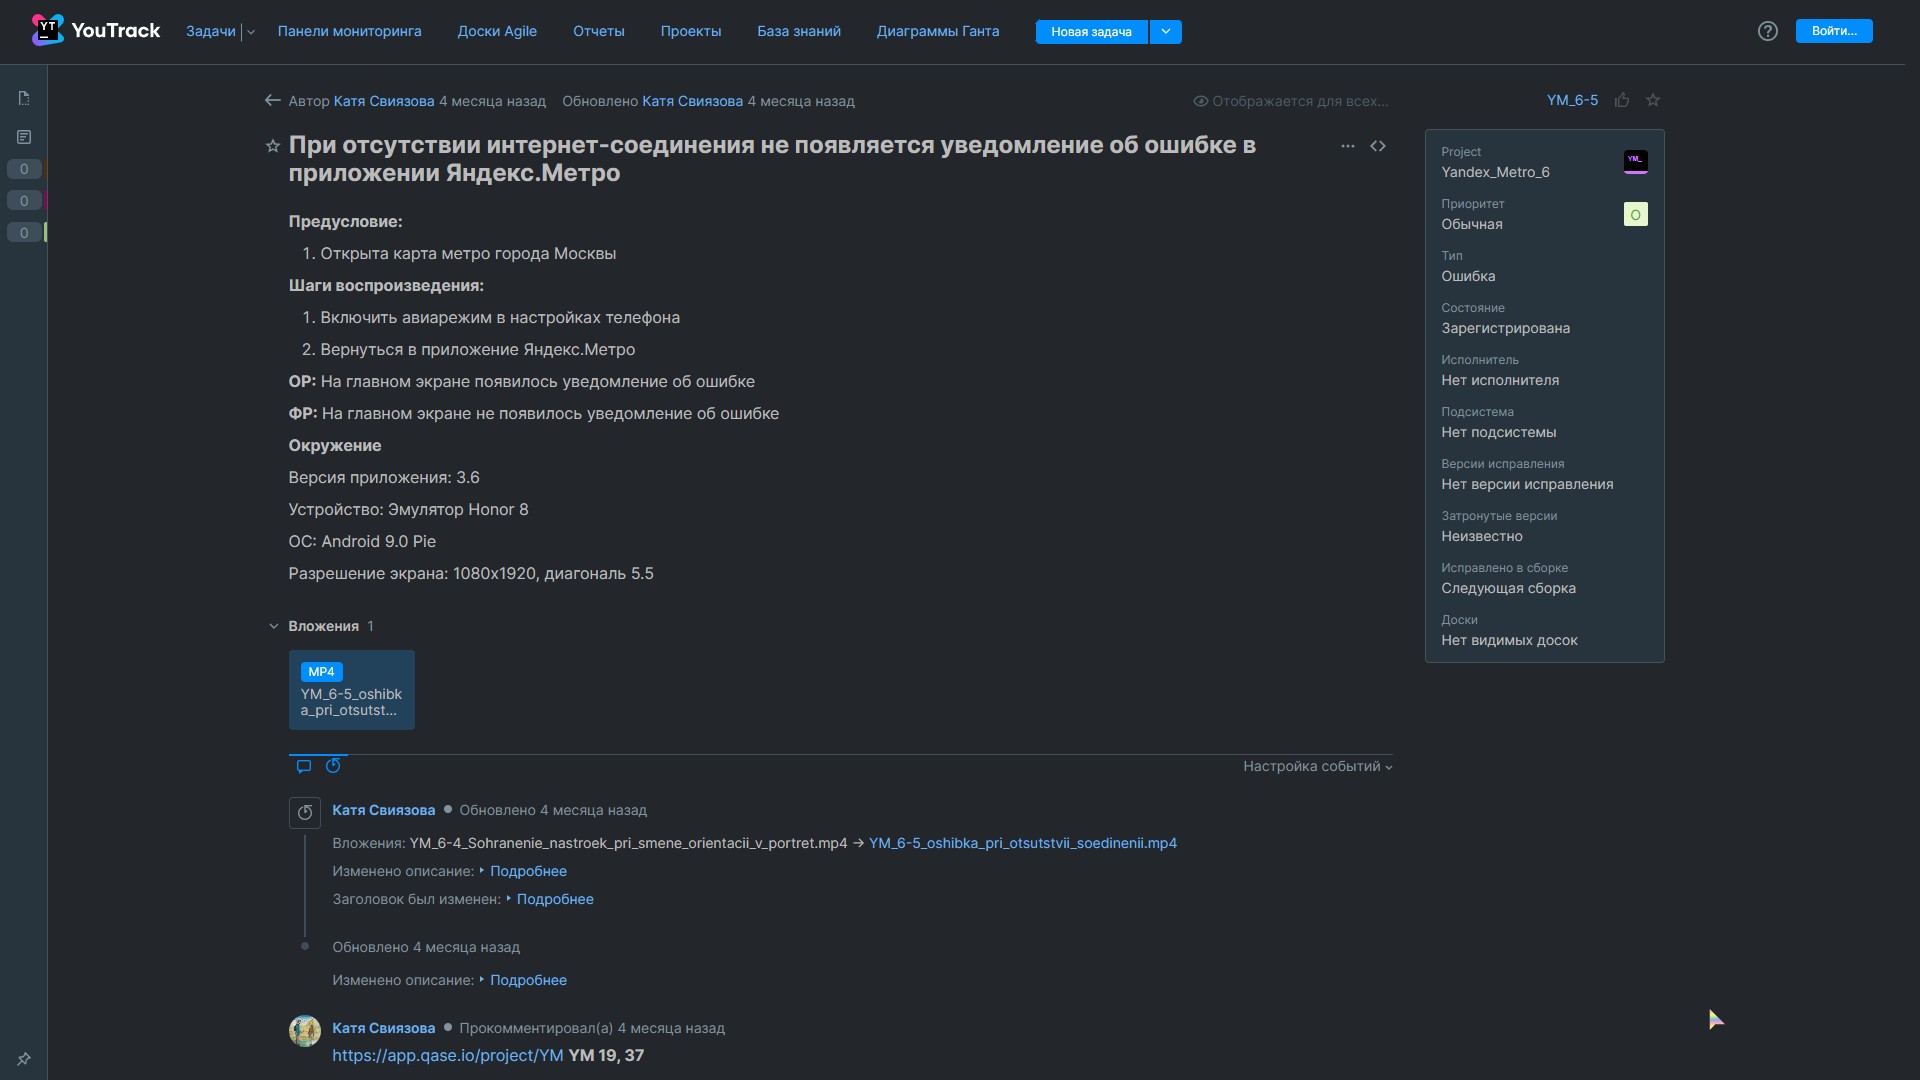 YT YouTrack
Задачи
Панели мониторинга
Доски Agile
Отчеты
Проекты
База знаний
Диаграммы Ганта
Новая задача
Войти...
0
0
0
Автор Катя Свиязова 4 месяца назад Обновлено Катя Свиязова 4 месяца назад
Отображается для всех...
YM_6-5
При отсутствии интернет-соединения не появляется уведомление об ошибке в
приложении Яндекс.Метро
Предусловие:
1. Открыта карта метро города Москвы
Шаги воспроизведения:
1. Включить авиарежим в настройках телефона
2. Вернуться в приложение Яндекс.Метро
ОР: На главном экране появилось уведомление об ошибке
ФР: На главном экране не появилось уведомление об ошибке
Окружение
Версия приложения: 3.6
Устройство: Эмулятор Honor 8
ОС: Android 9.0 Pie
Разрешение экрана: 1080x1920, диагональ 5.5
Вложения 1
MP4
YM_6-5_oshibk
a_pri_otsutst...
Настройка событий
Катя Свиязова Обновлено 4 месяца назад
Вложения: YM_6-4_Sohranenie_nastroek_pri_smene_orientacii_v_portret.mp4 → YM_6-5_oshibka_pri_otsutstvii_soedinenii.mp4
Изменено описание: Подробнее
Заголовок был изменен: Подробнее
Обновлено 4 месяца назад
Изменено описание: Подробнее
Катя Свиязова Прокомментировал(а) 4 месяца назад
https://app.qase.io/project/YM YM 19, 37
Project
Yandex_Metro_6
YM_
Приоритет
Обычная
О
Тип
Ошибка
Состояние
Зарегистрирована
Исполнитель
Нет исполнителя
Подсистема
Нет подсистемы
Версии исправления
Нет версии исправления
Затронутые версии
Неизвестно
Исправлено в сборке
Следующая сборка
Доски
Нет видимых досок